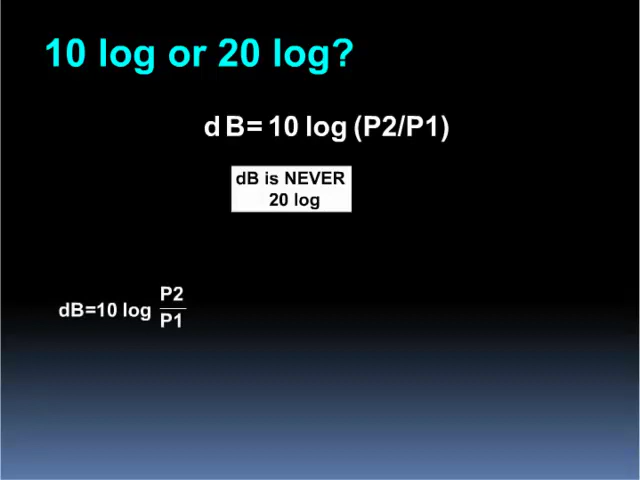 10 log or 20 log?
dB= 10 log (P2/P1)
dB is NEVER
20 log
dB=10 log P2
P1